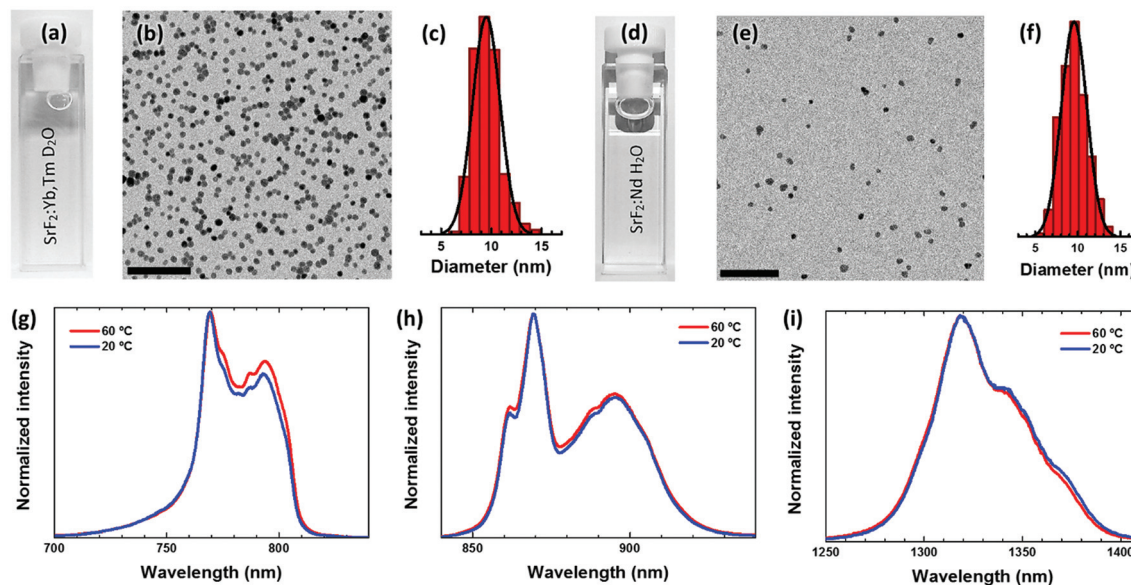 (a)
SrF₂:Yb,Tm D₂O
(b)
(c)
5 10 15
Diameter (nm)
(d)
SrF₂:Nd H₂O
(e)
(f)
5 10 15
Diameter (nm)
(g)
Normalized intensity
60 ºC
20 ºC
700 760 800
Wavelength (nm)
(h)
Normalized intensity
60 ºC
20 ºC
850 900
Wavelength (nm)
(i)
Normalized intensity
60 ºC
20 ºC
1250 1300 1350 1400
Wavelength (nm)